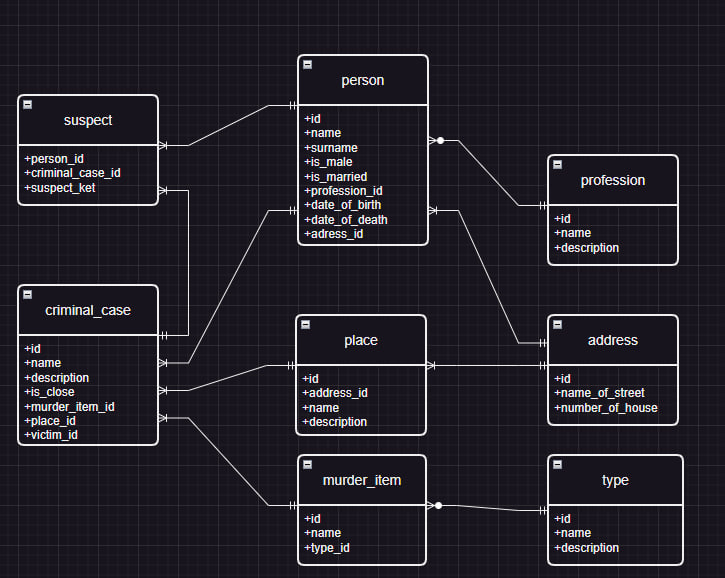 person
+id
+name
+surname
+is_male
+is_married
+profession_id
+date_of_birth
+date_of_death
+adress_id
suspect
+person_id
+criminal_case_id
+suspect_ket
profession
+id
+name
+description
criminal_case
+id
+name
+description
+is_close
+murder_item_id
+place_id
+victim_id
place
+id
+address_id
+name
+description
address
+id
+name_of_street
+number_of_house
murder_item
+id
+name
+type_id
type
+id
+name
+description